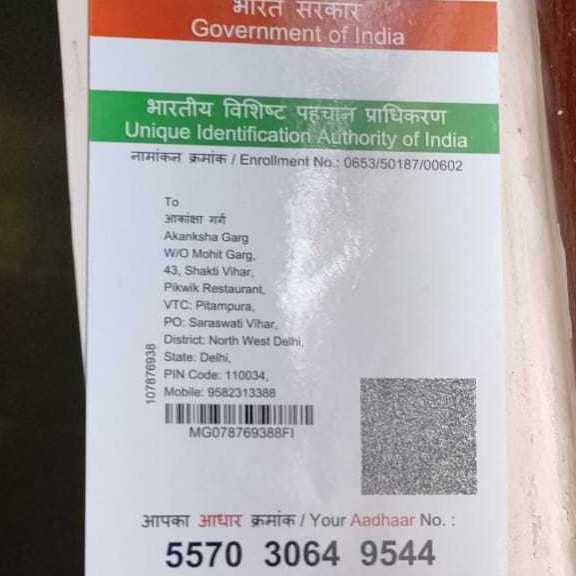 भारत सरकार
Government of India
भारतीय विशिष्ट पहचान प्राधिकरण
Unique Identification Authority of India
नामांकन क्रमांक / Enrollment No.: 0653/50187/00602
To
आकांक्षा गर्ग
Akanksha Garg
W/O Mohit Garg,
43, Shakti Vihar,
Pikwik Restaurant,
VTC: Pitampura,
PO: Saraswati Vihar,
District: North West Delhi,
State: Delhi,
PIN Code: 110034,
Mobile: 9582313388
107876938
MG078769388FI
आपका आधार क्रमांक / Your Aadhaar No. :
5570 3064 9544